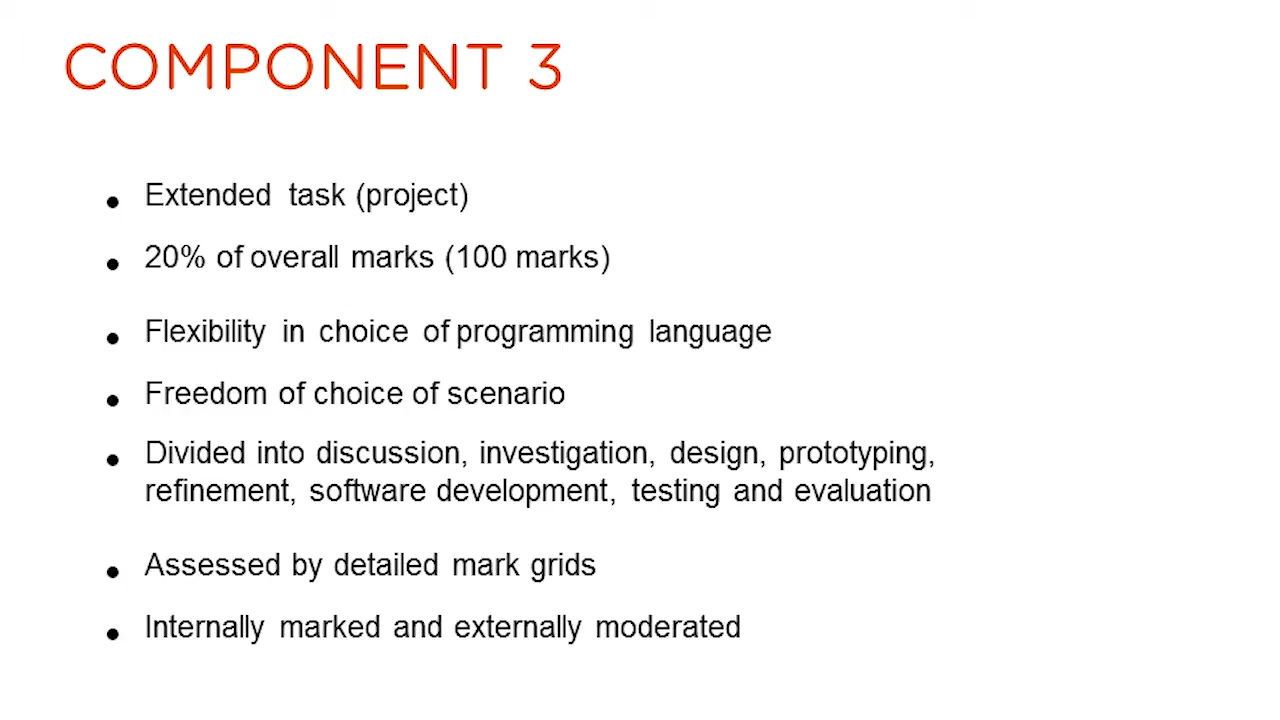 COMPONENT 3
• Extended task (project)
• 20% of overall marks (100 marks)
• Flexibility in choice of programming language
• Freedom of choice of scenario
• Divided into discussion, investigation, design, prototyping,
refinement, software development, testing and evaluation
• Assessed by detailed mark grids
• Internally marked and externally moderated